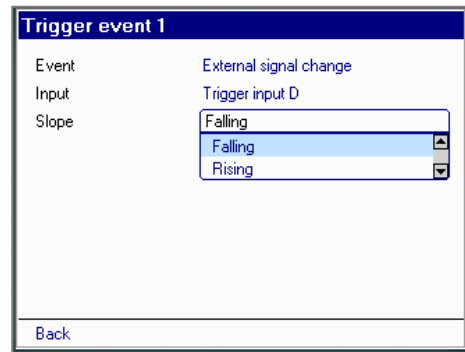 Trigger event 1
Event External signal change
Input Trigger input D
Slope Falling
Falling
Rising
Back